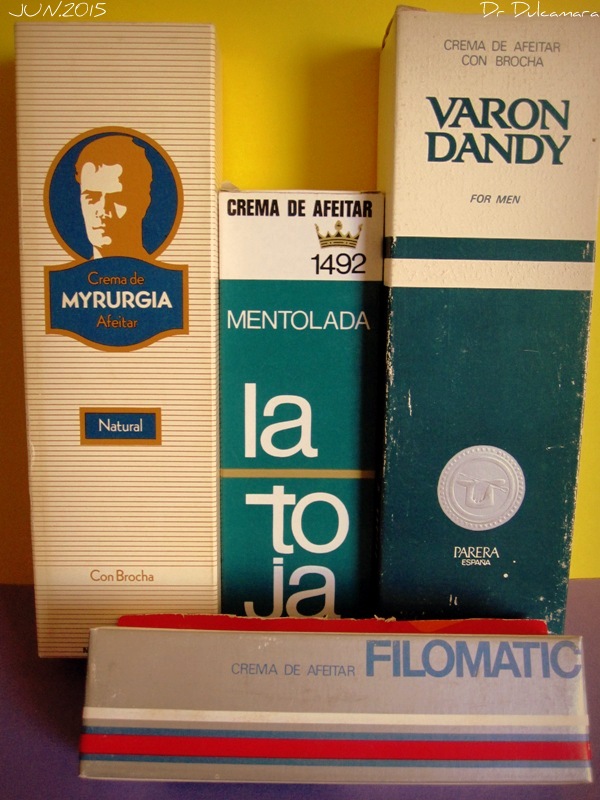 JUN.2015
Dr Dulcamara
Crema de
MYRURGIA
Afeitar
Natural
Con Brocha
CREMA DE AFEITAR
1492
MENTOLADA
la
to
ja
CREMA DE AFEITAR
CON BROCHA
VARON
DANDY
FOR MEN
PARERA
ESPAÑA
CREMA DE AFEITAR FILOMATIC